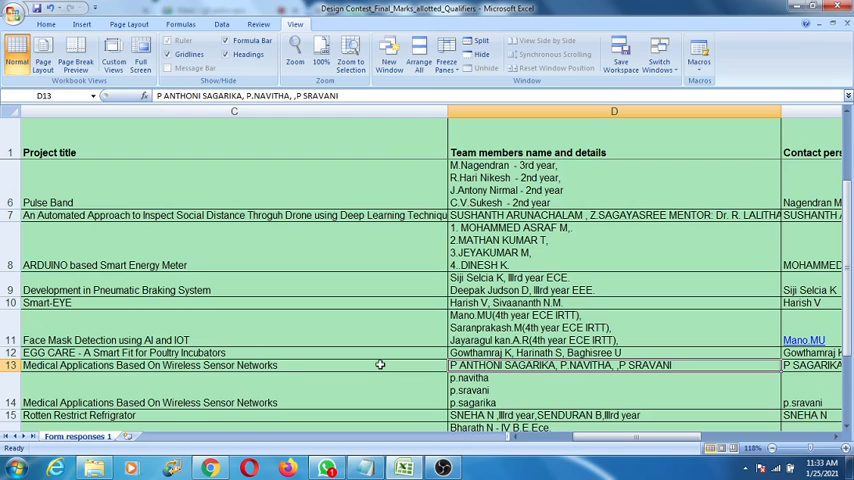 Design Contest_Final_Marks_allotted_Qualifiers - Microsoft Excel
Home Insert Page Layout Formulas Data Review View
Normal Page Layout Page Break Preview Custom Views Full Screen
Workbook Views
Ruler Formula Bar
Gridlines Headings
Message Bar
Show/Hide
Zoom 100% Zoom to Selection
Zoom
New Window Arrange All Freeze Panes
Split
Hide
Unhide
View Side by Side
Synchronous Scrolling
Reset Window Position
Window
Save Workspace Switch Windows
Macros
Macros
D13 fx P ANTHONI SAGARIKA, P.NAVITHA, ,P SRAVANI
C D
1 Project title Team members name and details Contact pers
M.Nagendran - 3rd year,
R.Hari Nikesh - 2nd year,
J.Antony Nirmal - 2nd year
6 Pulse Band C.V.Sukesh - 2nd year Nagendran M
7 An Automated Approach to Inspect Social Distance Throguh Drone using Deep Learning Techniqu SUSHANTH ARUNACHALAM , Z.SAGAYASREE MENTOR: Dr. R. LALITHA SUSHANTH A
1. MOHAMMED ASRAF M,.
2.MATHAN KUMAR T,
3.JEYAKUMAR M,
8 ARDUINO based Smart Energy Meter 4..DINESH K. MOHAMMED
Siji Selcia K, IIIrd year ECE.
9 Development in Pneumatic Braking System Deepak Judson D, IIIrd year EEE. Siji Selcia K
10 Smart-EYE Harish V, Sivaananth N.M. Harish V
Mano.MU(4th year ECE IRTT),
Saranprakash.M(4th year ECE IRTT),
11 Face Mask Detection using AI and IOT Jayaragul kan.A.R(4th year ECE IRTT) Mano.MU
12 EGG CARE - A Smart Fit for Poultry Incubators Gowthamraj K, Harinath S, Baghisree U Gowthamraj K
13 Medical Applications Based On Wireless Sensor Networks P ANTHONI SAGARIKA, P.NAVITHA, ,P SRAVANI P SAGARIKA
p.navitha
p.sravani
14 Medical Applications Based On Wireless Sensor Networks p.sagarika p.sravani
15 Rotten Restrict Refrigrator SNEHA N ,IIIrd year,SENDURAN B,IIIrd year SNEHA N
Bharath N - IV B E Ece.
Form responses 1
Ready 118%
11:33 AM
1/25/2021